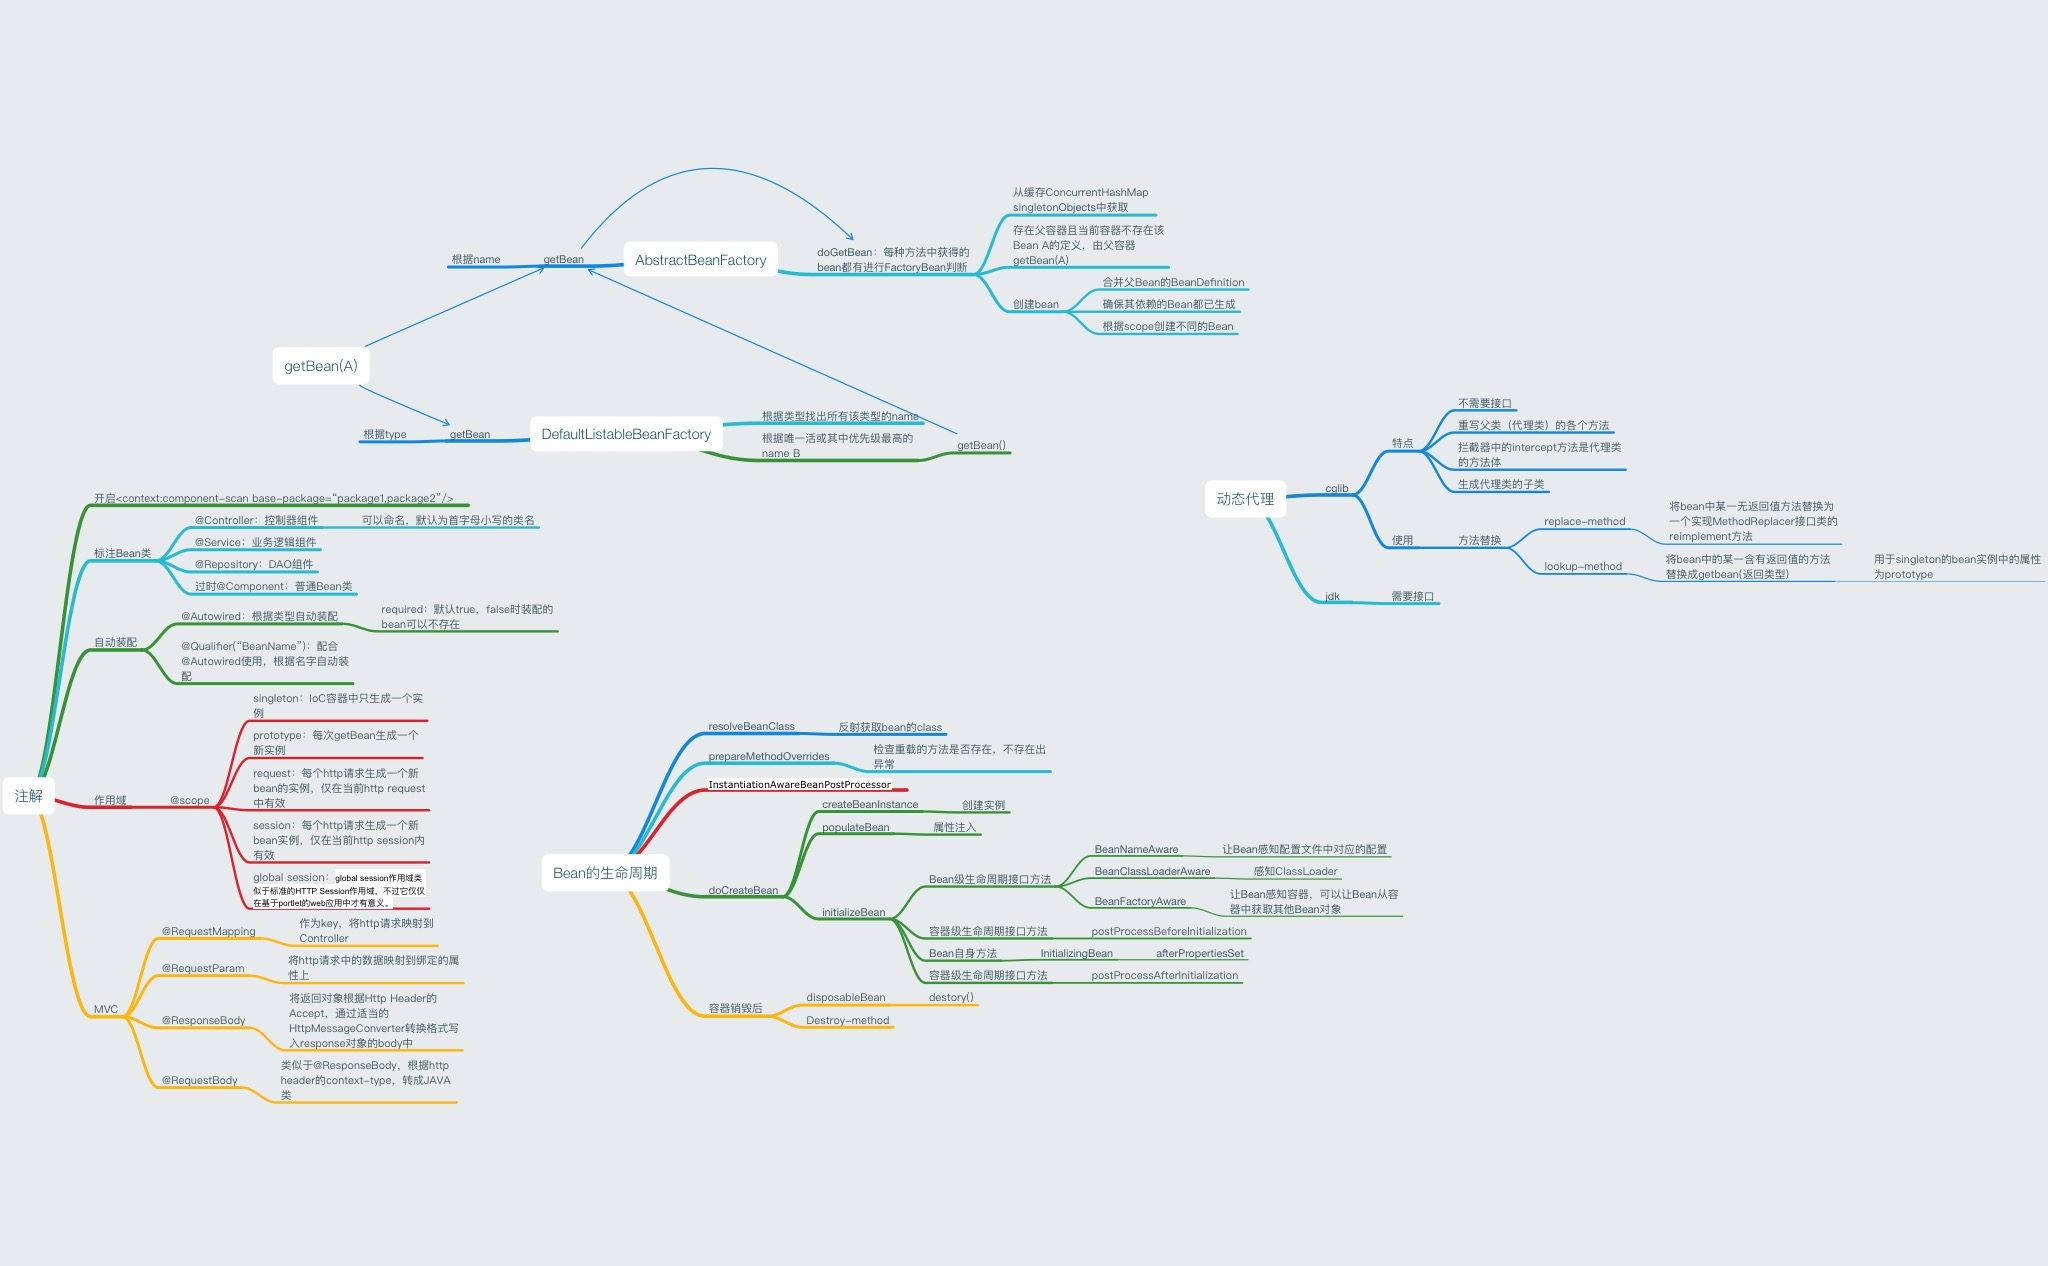 从缓存ConcurrentHashMap
singletonObjects中获取
存在父容器且当前容器不存在该
Bean A的定义，由父容器
getBean(A)
doGetBean：每种方法中获得的
bean都有进行FactoryBean判断
根据name
getBean
AbstractBeanFactory
创建bean
合并父Bean的BeanDefinition
确保其依赖的Bean都已生成
根据scope创建不同的Bean
getBean(A)
根据type
getBean
DefaultListableBeanFactory
根据类型找出所有该类型的name
根据唯一活或其中优先级最高的
name B
getBean()
动态代理
cglib
特点
不需要接口
重写父类（代理类）的各个方法
拦截器中的intercept方法是代理类
的方法体
生成代理类的子类
使用
方法替换
replace-method
将bean中某一无返回值方法替换为
一个实现MethodReplacer接口类的
reimplement方法
lookup-method
将bean中的某一含有返回值的方法
替换成getbean(返回类型)
用于singleton的bean实例中的属性
为prototype
jdk
需要接口
注解
开启<context:component-scan base-package=“package1,package2”/>
标注Bean类
@Controller：控制器组件
可以命名，默认为首字母小写的类名
@Service：业务逻辑组件
@Repository：DAO组件
过时@Component：普通Bean类
自动装配
@Autowired：根据类型自动装配
required：默认true，false时装配的
bean可以不存在
@Qualifier(“BeanName”)：配合
@Autowired使用，根据名字自动装
配
作用域
@scope
singleton：IoC容器中只生成一个实
例
prototype：每次getBean生成一个
新实例
request：每个http请求生成一个新
bean的实例，仅在当前http request
中有效
session：每个http请求生成一个新
bean实例，仅在当前http session内
有效
global session：global session作用域类
似于标准的HTTP Session作用域，不过它仅仅
在基于portlet的web应用中才有意义。
MVC
@RequestMapping
作为key，将http请求映射到
Controller
@RequestParam
将http请求中的数据映射到绑定的属
性上
@ResponseBody
将返回对象根据Http Header的
Accept，通过适当的
HttpMessageConverter转换格式写
入response对象的body中
@RequestBody
类似于@ResponseBody，根据http
header的context-type，转成JAVA
类
Bean的生命周期
resolveBeanClass
反射获取bean的class
prepareMethodOverrides
检查重载的方法是否存在，不存在出
异常
InstantiationAwareBeanPostProcessor
doCreateBean
createBeanInstance
创建实例
populateBean
属性注入
initializeBean
Bean级生命周期接口方法
BeanNameAware
让Bean感知配置文件中对应的配置
BeanClassLoaderAware
感知ClassLoader
BeanFactoryAware
让Bean感知容器，可以让Bean从容
器中获取其他Bean对象
容器级生命周期接口方法
postProcessBeforeInitialization
Bean自身方法
InitializingBean
afterPropertiesSet
容器级生命周期接口方法
postProcessAfterInitialization
容器销毁后
disposableBean
destory()
Destroy-method